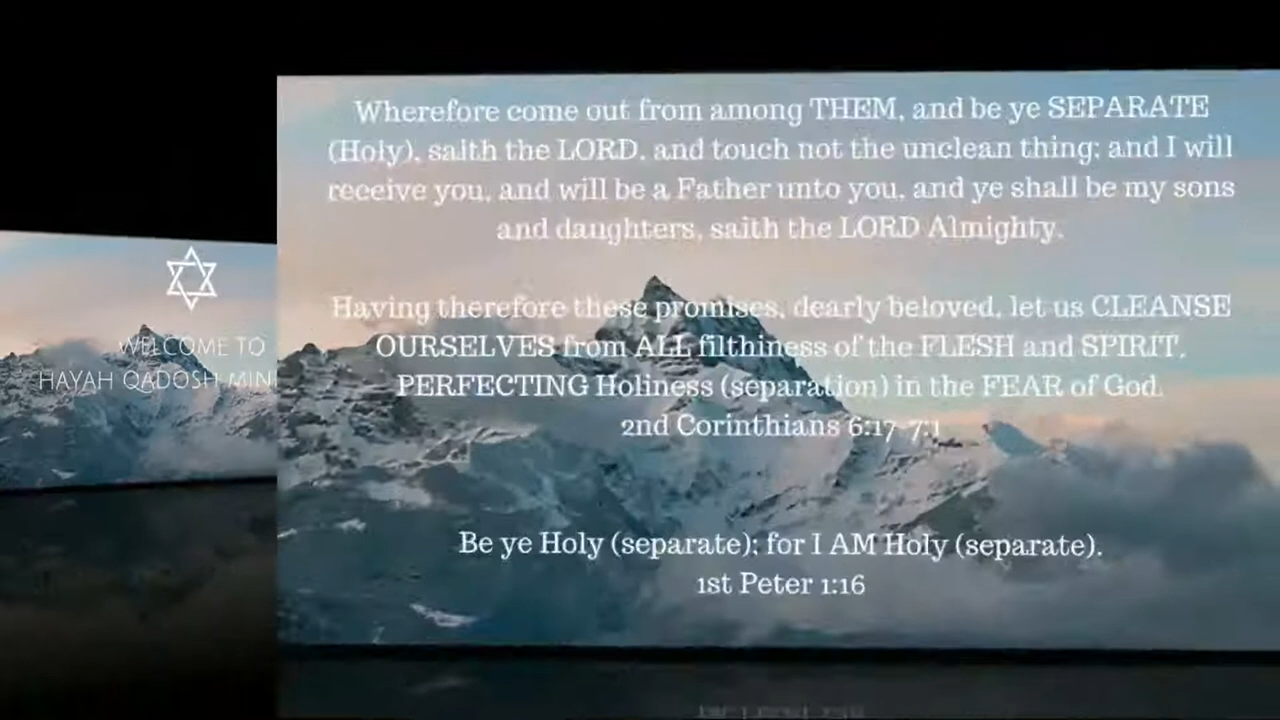 WELCOME TO
HAYAH QADOSH MIN
Wherefore come out from among THEM, and be ye SEPARATE
(Holy), saith the LORD, and touch not the unclean thing; and I will
receive you, and will be a Father unto you, and ye shall be my sons
and daughters, saith the LORD Almighty.
Having therefore these promises, dearly beloved, let us CLEANSE
OURSELVES from ALL filthiness of the FLESH and SPIRIT,
PERFECTING Holiness (separation) in the FEAR of God.
2nd Corinthians 6:17-7:1
Be ye Holy (separate); for I AM Holy (separate).
1st Peter 1:16